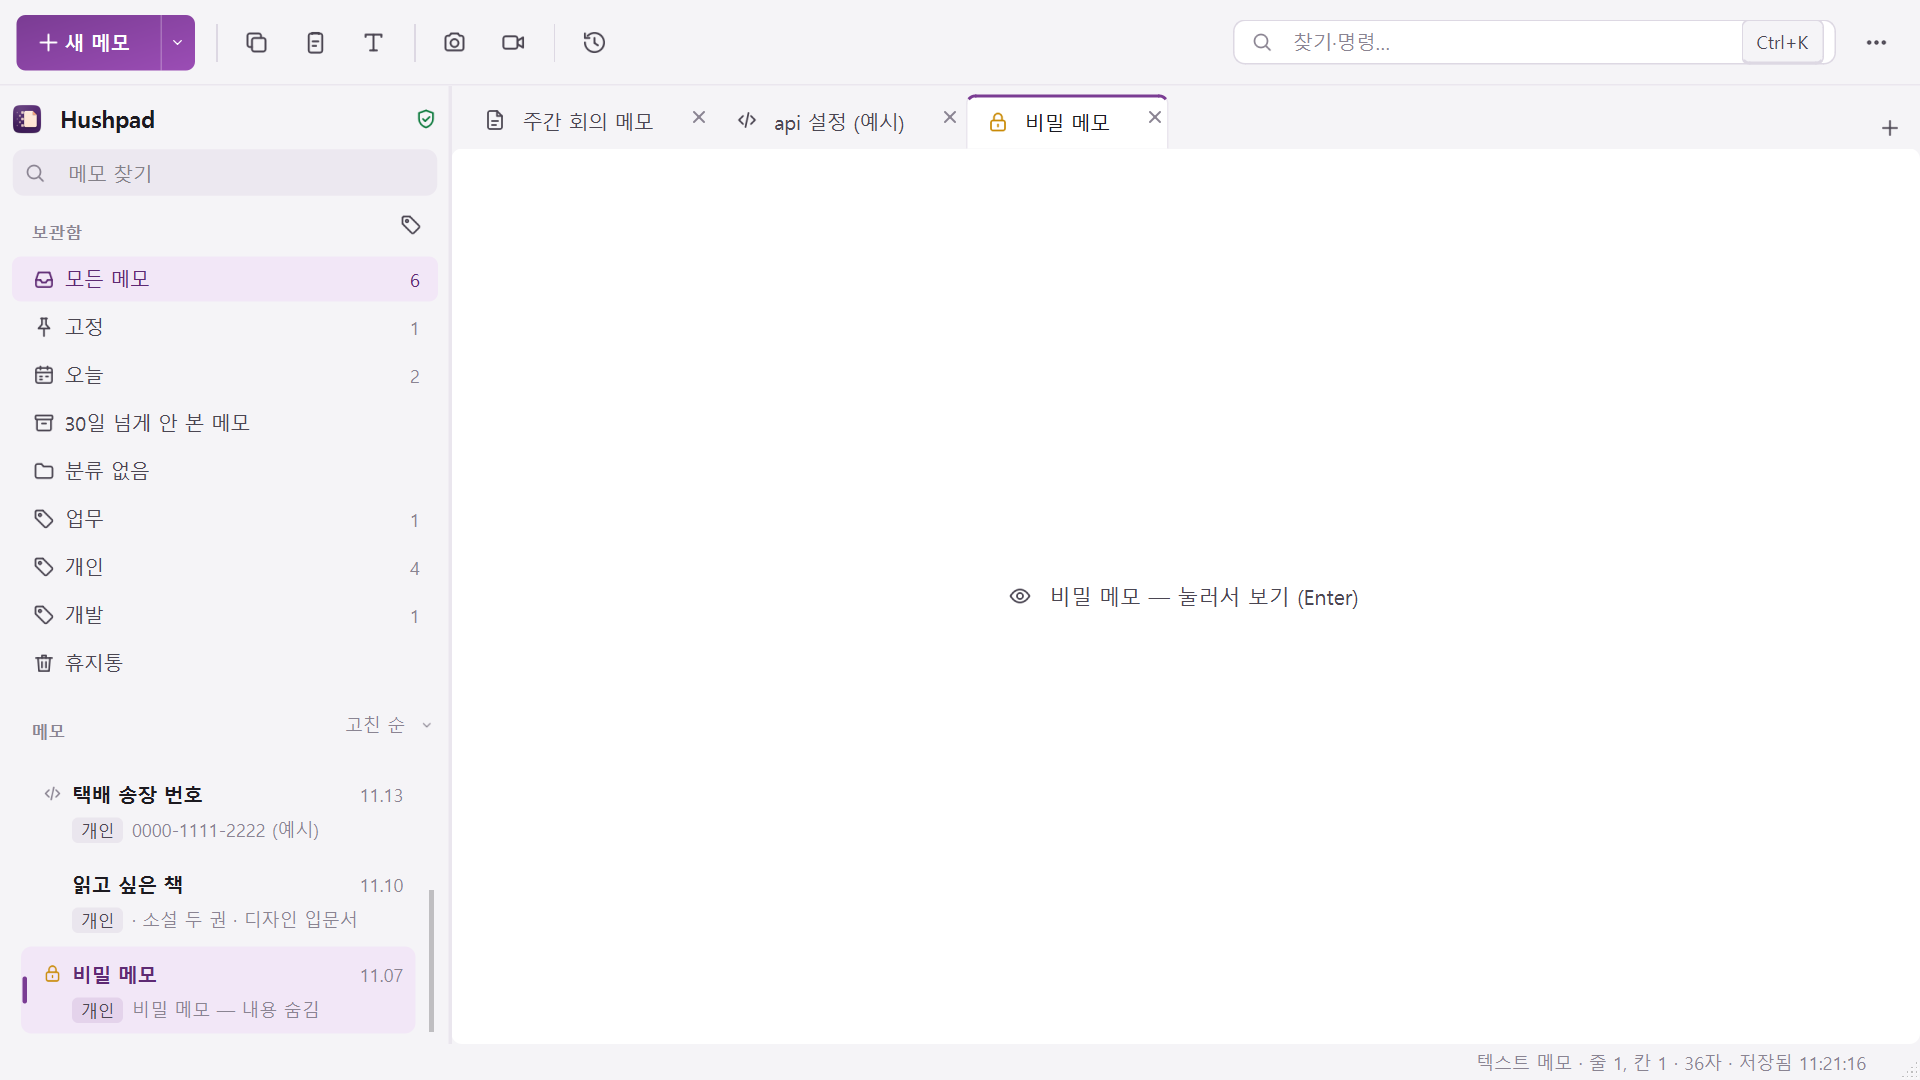 새 메모
찾기·명령...
Ctrl+K
Hushpad
주간 회의 메모
api 설정 (예시)
비밀 메모
메모 찾기
보관함
모든 메모 6
고정 1
오늘 2
30일 넘게 안 본 메모
분류 없음
업무 1
개인 4
개발 1
휴지통
메모
고친 순
택배 송장 번호 11.13
개인 0000-1111-2222 (예시)
읽고 싶은 책 11.10
개인 · 소설 두 권 · 디자인 입문서
비밀 메모 11.07
개인 비밀 메모 — 내용 숨김
비밀 메모 — 눌러서 보기 (Enter)
텍스트 메모 · 줄 1, 칸 1 · 36자 · 저장됨 11:21:16